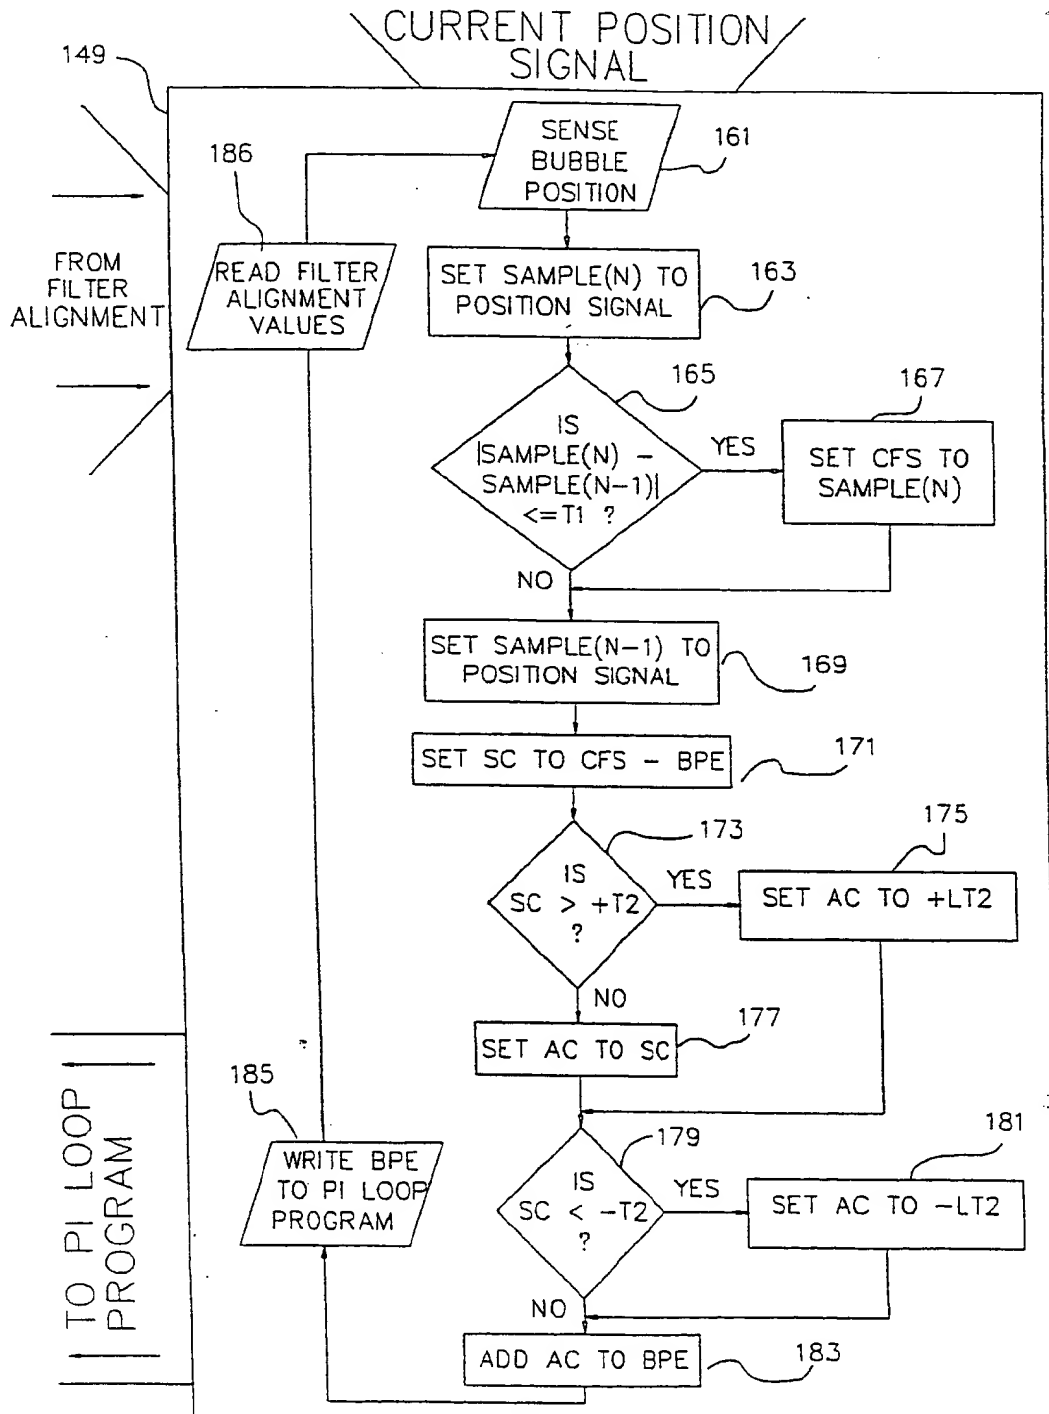 CURRENT POSITION
SIGNAL
149
SENSE
BUBBLE
POSITION
161
186
READ FILTER
ALIGNMENT
VALUES
FROM
FILTER
ALIGNMENT
SET SAMPLE(N) TO
POSITION SIGNAL
163
165
IS
|SAMPLE(N) –
SAMPLE(N–1)|
<=T1 ?
YES
167
SET CFS TO
SAMPLE(N)
NO
SET SAMPLE(N–1) TO
POSITION SIGNAL
169
SET SC TO CFS – BPE
171
173
IS
SC > +T2
?
YES
175
SET AC TO +LT2
NO
SET AC TO SC
177
179
IS
SC < –T2
?
YES
181
SET AC TO –LT2
NO
ADD AC TO BPE
183
185
WRITE BPE
TO PI LOOP
PROGRAM
TO PI LOOP
PROGRAM